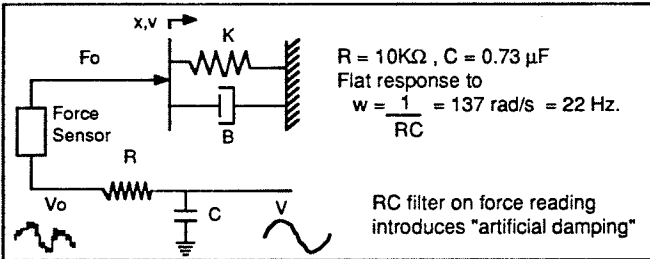 x,v
K
Fo
R = 10KΩ , C = 0.73 µF
Flat response to
w = 1/RC = 137 rad/s = 22 Hz.
Force
Sensor
B
R
Vo
C
V
RC filter on force reading
introduces "artificial damping"